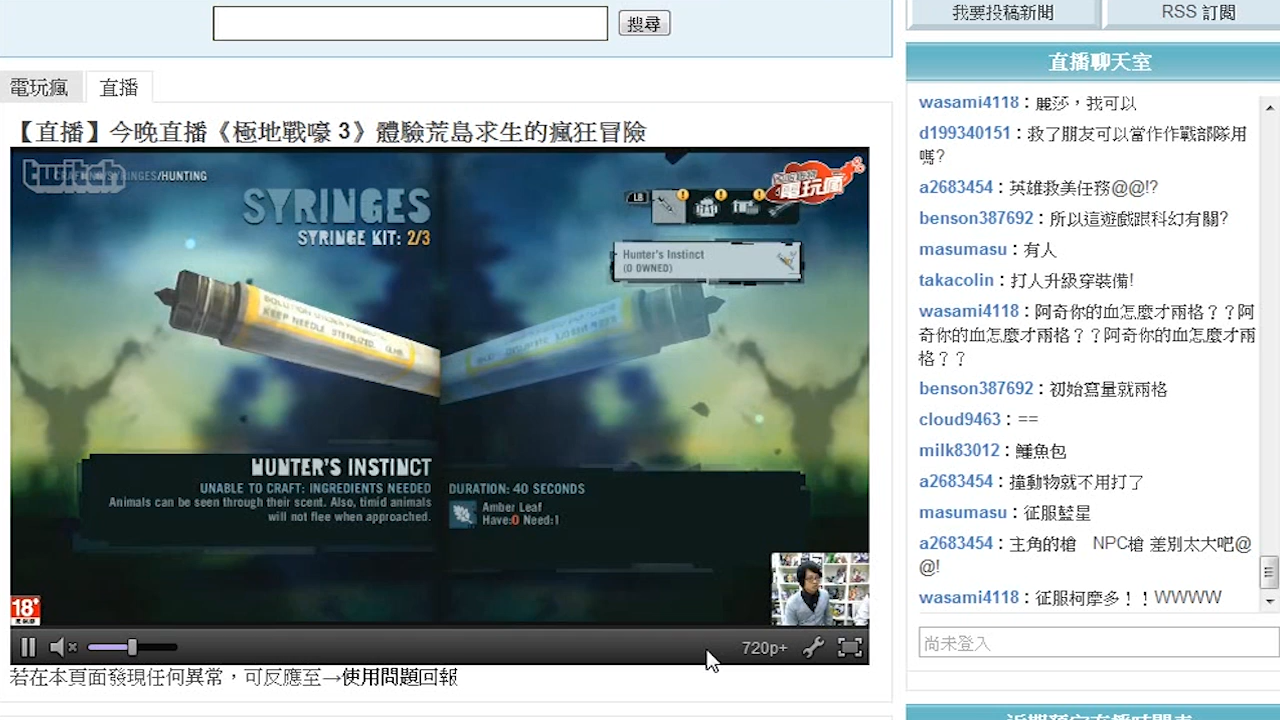 搜尋
我要投稿新聞
RSS 訂閱
電玩瘋
直播
【直播】今晚直播《極地戰嚎 3》體驗荒島求生的瘋狂冒險
twitch
/HUNTING
SYRINGES
SYRINGE KIT: 2/3
LB
電玩瘋
Hunter's Instinct
(0 OWNED)
KEEP NEEDLE STERILIZED
HUNTER'S INSTINCT
UNABLE TO CRAFT: INGREDIENTS NEEDED
Animals can be seen through their scent. Also, timid animals
will not flee when approached.
DURATION: 40 SECONDS
Amber Leaf
Have:0 Need:1
18+
720p+
若在本頁面發現任何異常，可反應至→使用問題回報
直播聊天室
wasami4118：麗莎，我可以
d199340151：救了朋友可以當作作戰部隊用
嗎?
a2683454：英雄救美任務@@!?
benson387692：所以這遊戲跟科幻有關?
masumasu：有人
takacolin：打人升級穿裝備!
wasami4118：阿奇你的血怎麼才兩格？？阿
奇你的血怎麼才兩格？？阿奇你的血怎麼才兩
格？？
benson387692：初始寫量就兩格
cloud9463：==
milk83012：鱷魚包
a2683454：撞動物就不用打了
masumasu：征服藍星
a2683454：主角的槍　NPC槍 差別太大吧@
@!
wasami4118：征服柯摩多！！WWWW
尚未登入